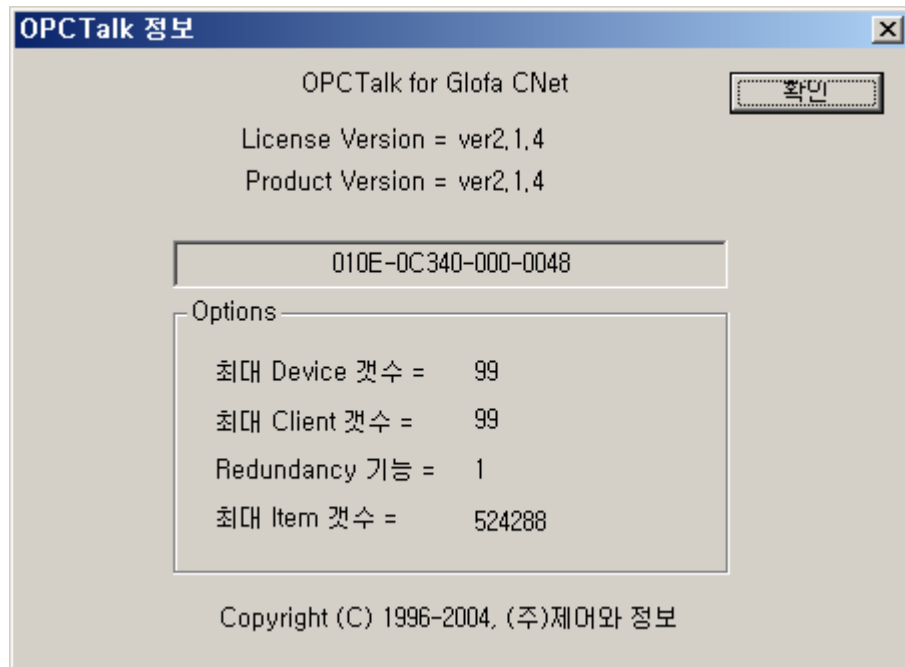 OPCTalk 정보
OPCTalk for Glofa CNet
확인
License Version = ver2,1,4
Product Version = ver2,1,4
010E-0C340-000-0048
Options
최대 Device 갯수 = 99
최대 Client 갯수 = 99
Redundancy 기능 = 1
최대 Item 갯수 = 524288
Copyright (C) 1996-2004, (주)제어와 정보